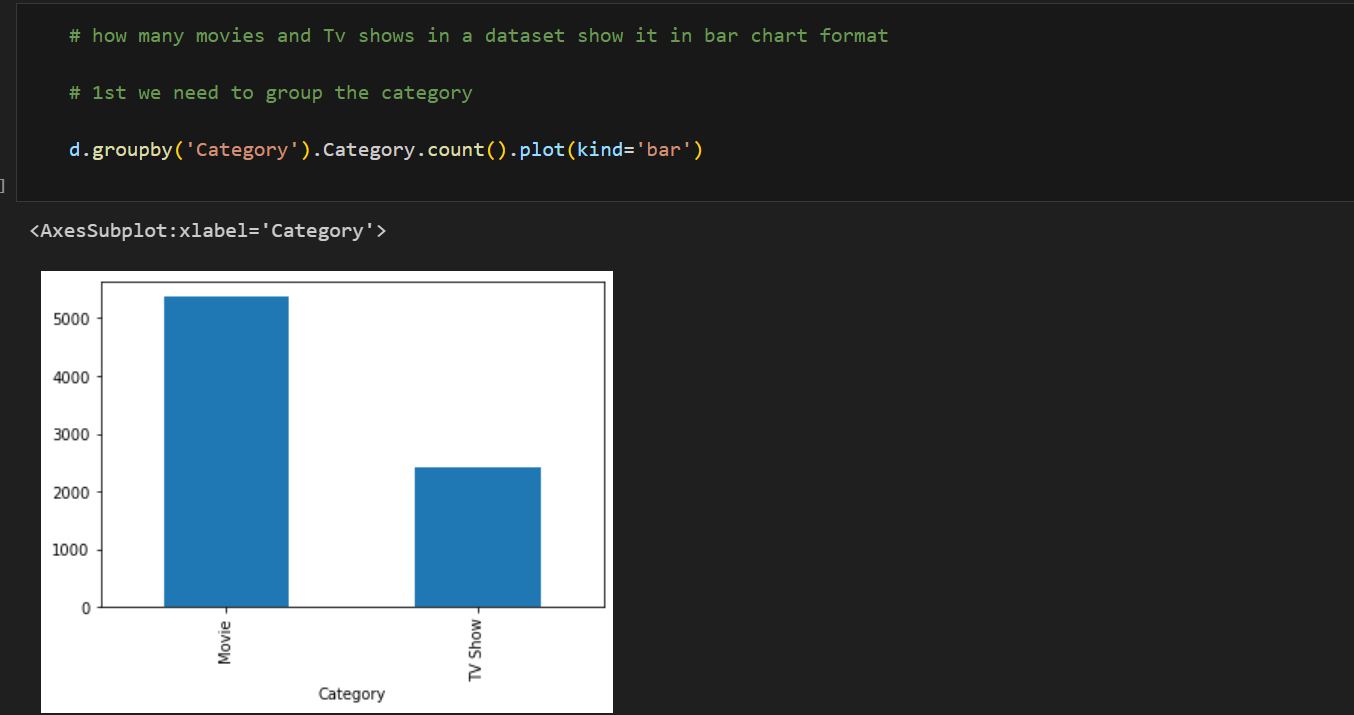 # how many movies and Tv shows in a dataset show it in bar chart format
# 1st we need to group the category
d.groupby('Category').Category.count().plot(kind='bar')
]
<AxesSubplot:xlabel='Category'>
5000
4000
3000
2000
1000
0
Movie
TV Show
Category